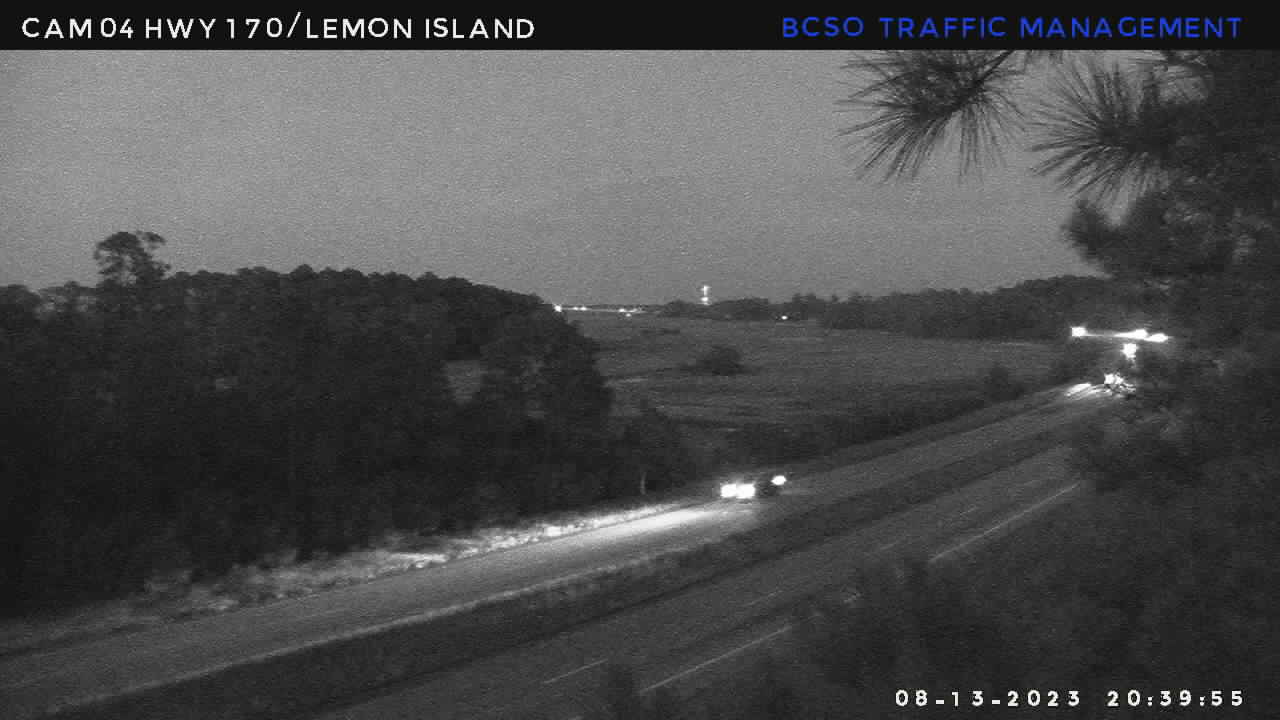 CAM04 HWY 170/LEMON ISLAND
BCSO TRAFFIC MANAGEMENT
08-13-2023 20:39:55